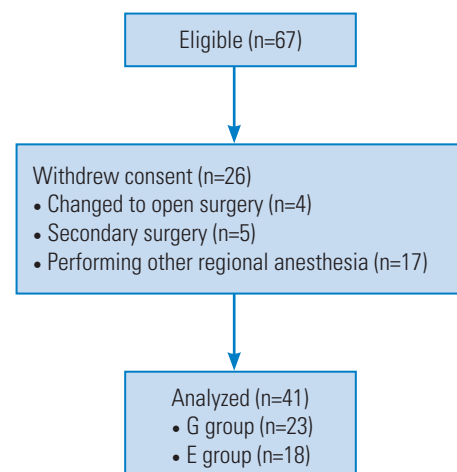 Eligible (n=67)
Withdrew consent (n=26)
• Changed to open surgery (n=4)
• Secondary surgery (n=5)
• Performing other regional anesthesia (n=17)
Analyzed (n=41)
• G group (n=23)
• E group (n=18)